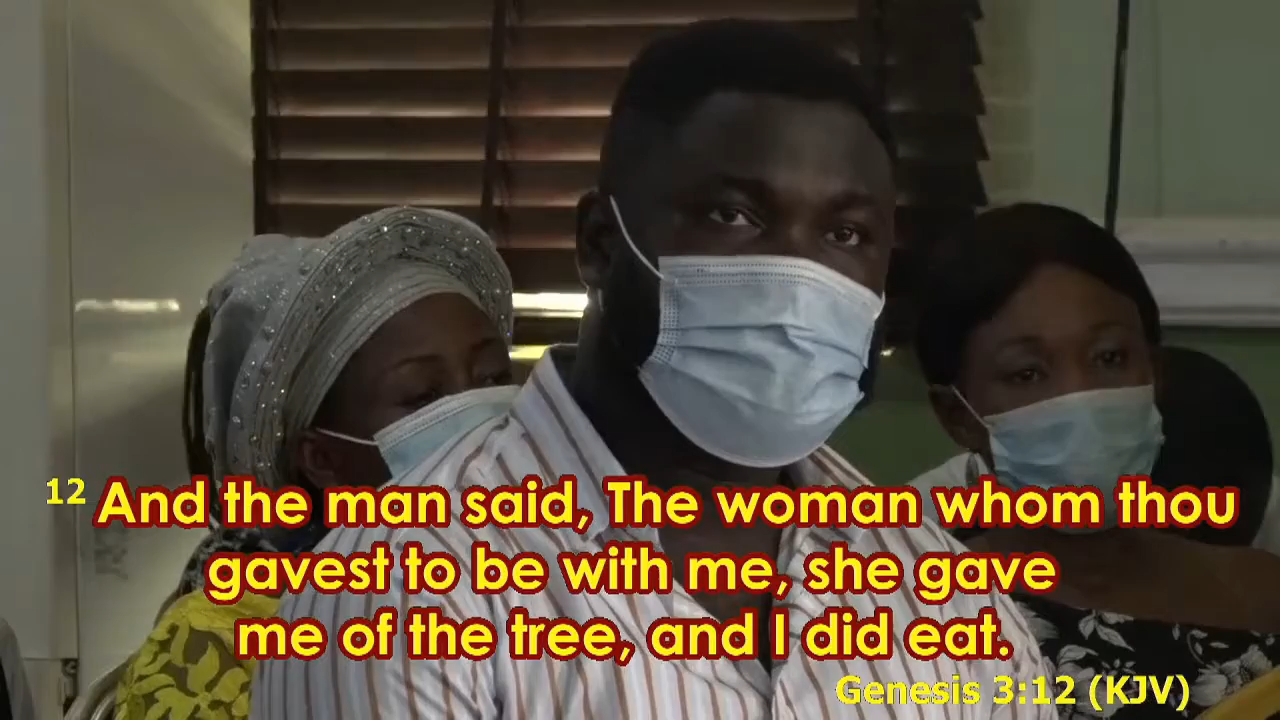 12 And the man said, The woman whom thou
gavest to be with me, she gave
me of the tree, and I did eat.
Genesis 3:12 (KJV)